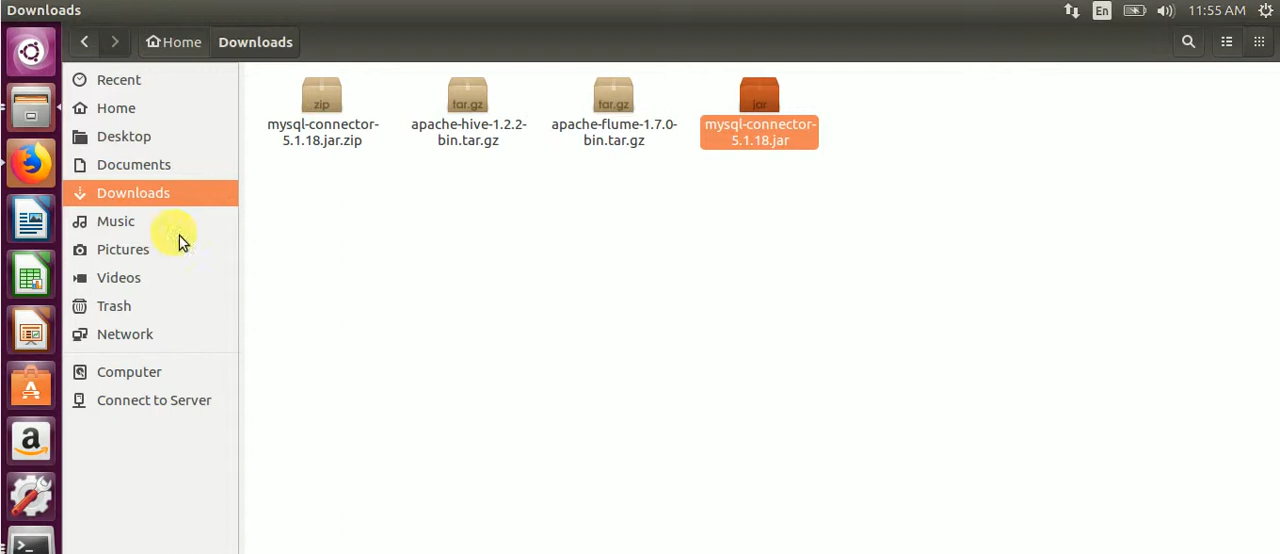 Downloads
En
11:55 AM
Home
Downloads
Recent
Home
Desktop
Documents
Downloads
Music
Pictures
Videos
Trash
Network
Computer
Connect to Server
zip
mysql-connector-
5.1.18.jar.zip
tar.gz
apache-hive-1.2.2-
bin.tar.gz
tar.gz
apache-flume-1.7.0-
bin.tar.gz
jar
mysql-connector-
5.1.18.jar
a